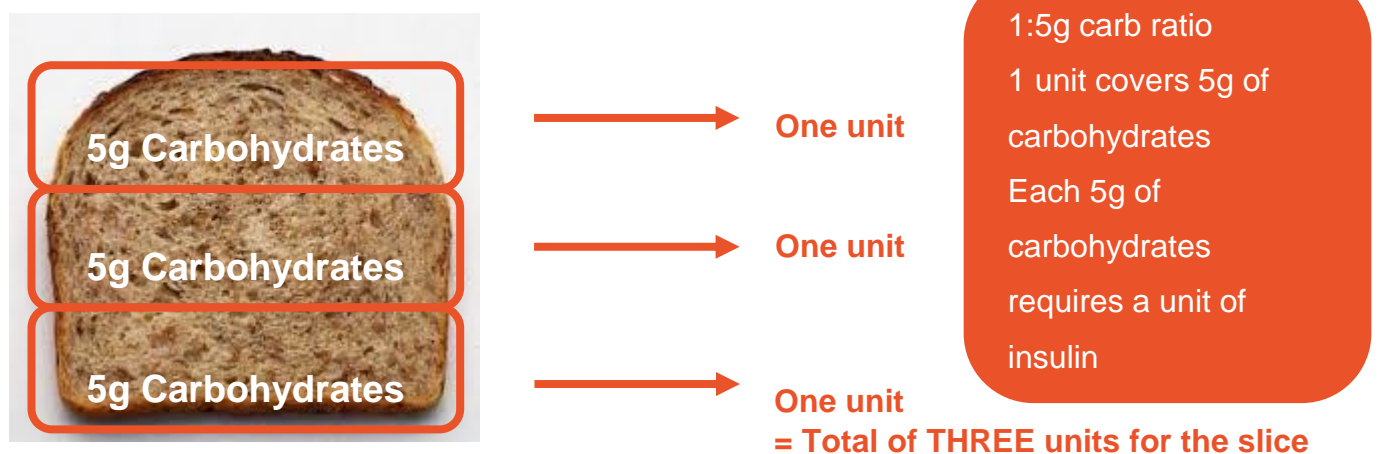 5g Carbohydrates
One unit
5g Carbohydrates
One unit
5g Carbohydrates
One unit
= Total of THREE units for the slice
1:5g carb ratio
1 unit covers 5g of
carbohydrates
Each 5g of
carbohydrates
requires a unit of
insulin